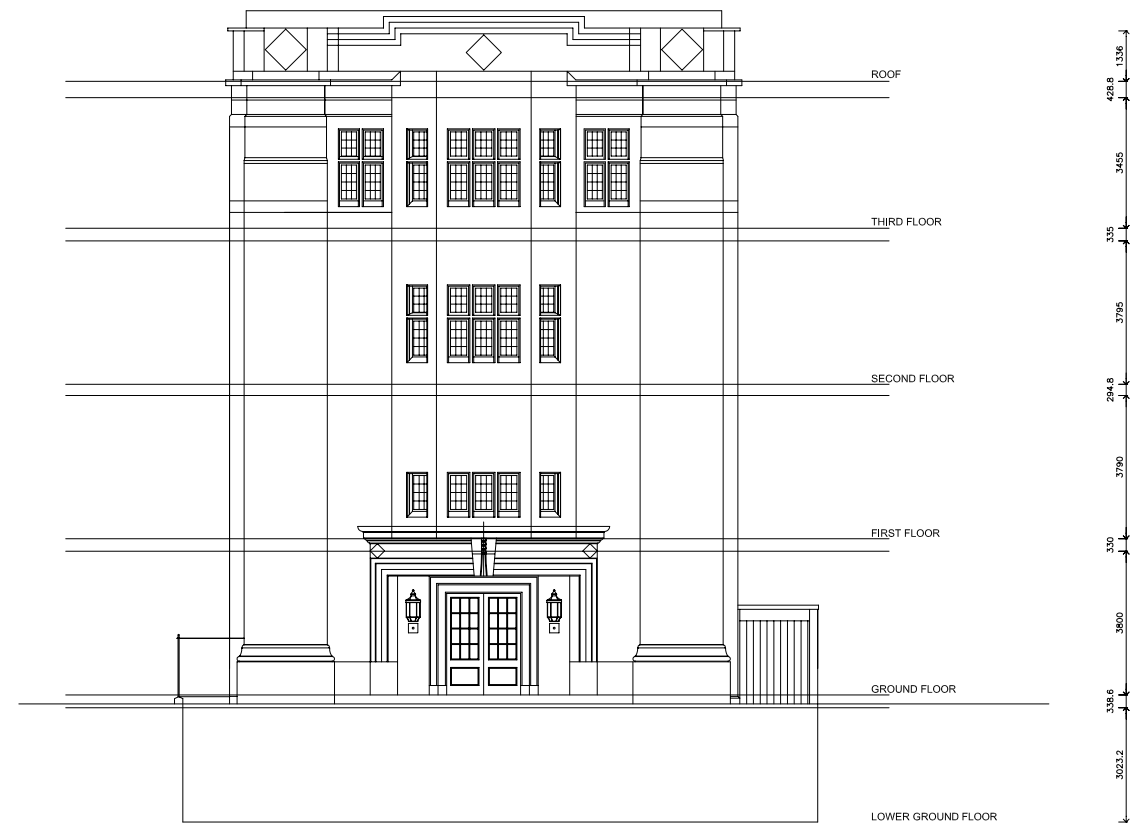 1336
ROOF
428.8
3455
THIRD FLOOR
335
3795
SECOND FLOOR
294.8
3790
FIRST FLOOR
330
3800
GROUND FLOOR
338.6
3023.2
LOWER GROUND FLOOR